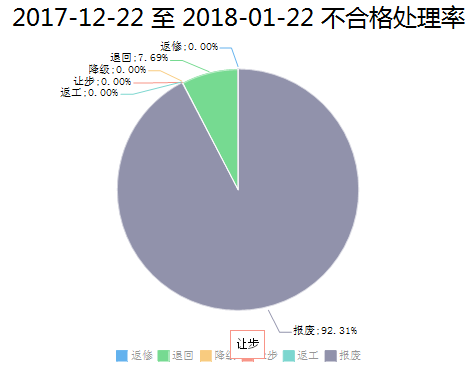 2017-12-22 至 2018-01-22 不合格处理率
返修:0.00%
退回:7.69%
降级:0.00%
让步:0.00%
返工:0.00%
报废:92.31%
返修 退回 降级 步 返工 报废
让步